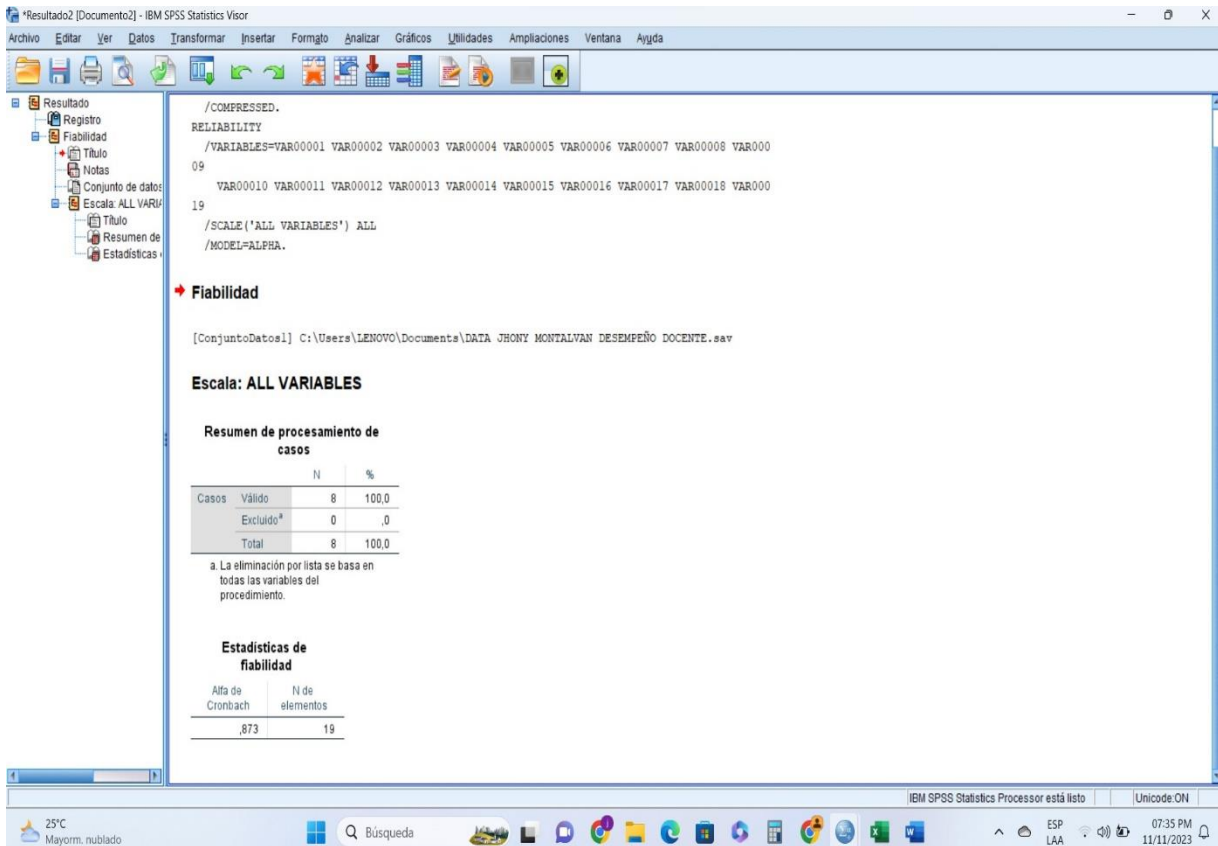 *Resultado2 [Documento2] - IBM SPSS Statistics Visor
Archivo Editar Ver Datos Transformar Insertar Formato Analizar Gráficos Utilidades Ampliaciones Ventana Ayuda
Resultado
Registro
Fiabilidad
Título
Notas
Conjunto de datos
Escala: ALL VARIA
Título
Resumen de
Estadísticas
/COMPRESSED.
RELIABILITY
/VARIABLES=VAR00001 VAR00002 VAR00003 VAR00004 VAR00005 VAR00006 VAR00007 VAR00008 VAR000
09
VAR00010 VAR00011 VAR00012 VAR00013 VAR00014 VAR00015 VAR00016 VAR00017 VAR00018 VAR000
19
/SCALE('ALL VARIABLES') ALL
/MODEL=ALPHA.
Fiabilidad
[ConjuntoDatos1] C:\Users\LENOVO\Documents\DATA JHONY MONTALVAN DESEMPEÑO DOCENTE.sav
Escala: ALL VARIABLES
Resumen de procesamiento de
casos
N %
Casos Válido 8 100,0
Excluido a 0 ,0
Total 8 100,0
a. La eliminación por lista se basa en
todas las variables del
procedimiento.
Estadísticas de
fiabilidad
Alfa de N de
Cronbach elementos
,873 19
IBM SPSS Statistics Processor está listo Unicode:ON
25°C
Mayorm. nublado
Búsqueda
ESP
LAA
07:35 PM
11/11/2023